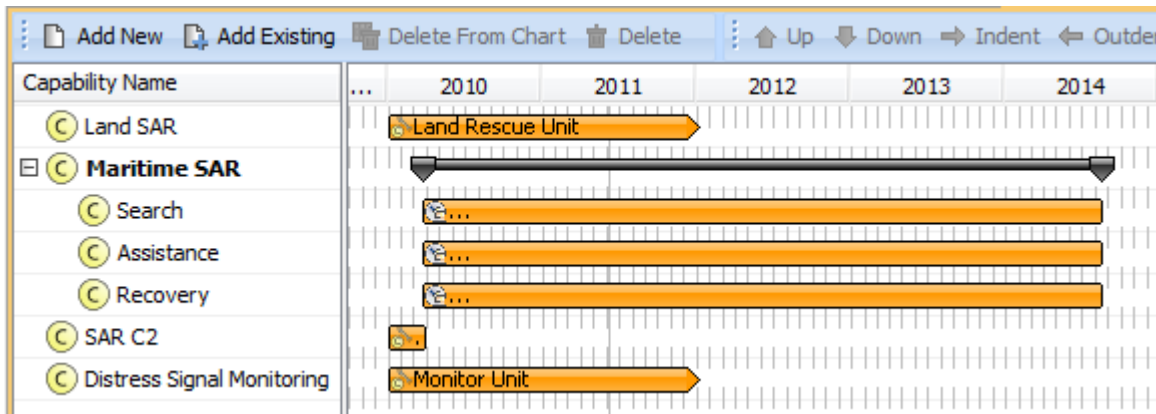 Add New Add Existing Delete From Chart Delete Up Down Indent
Capability Name ... 2010 2011 2012 2013 2014
C Land SAR Land Rescue Unit
C Maritime SAR
C Search ...
C Assistance ...
C Recovery ...
C SAR C2 .
C Distress Signal Monitoring Monitor Unit